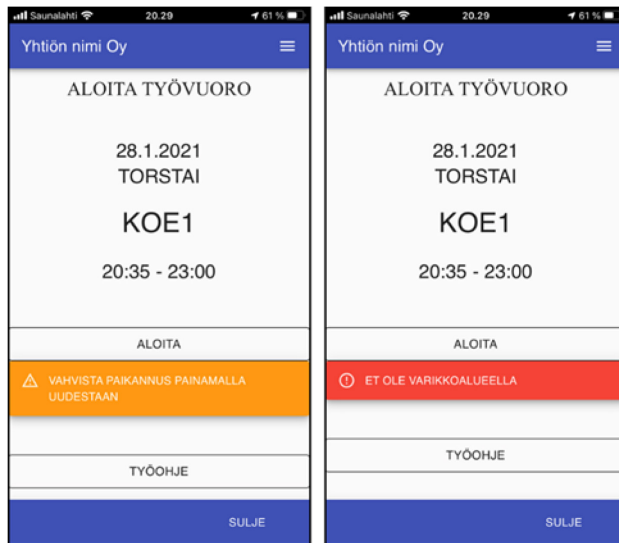 Saunalahti 20.29 61 %
Yhtiön nimi Oy
ALOITA TYÖVUORO
28.1.2021
TORSTAI
KOE1
20:35 - 23:00
ALOITA
VAHVISTA PAIKANNUS PAINAMALLA
UUDESTAAN
TYÖOHJE
SULJE
Saunalahti 20.29 61 %
Yhtiön nimi Oy
ALOITA TYÖVUORO
28.1.2021
TORSTAI
KOE1
20:35 - 23:00
ALOITA
ET OLE VARIKKOALUEELLA
TYÖOHJE
SULJE